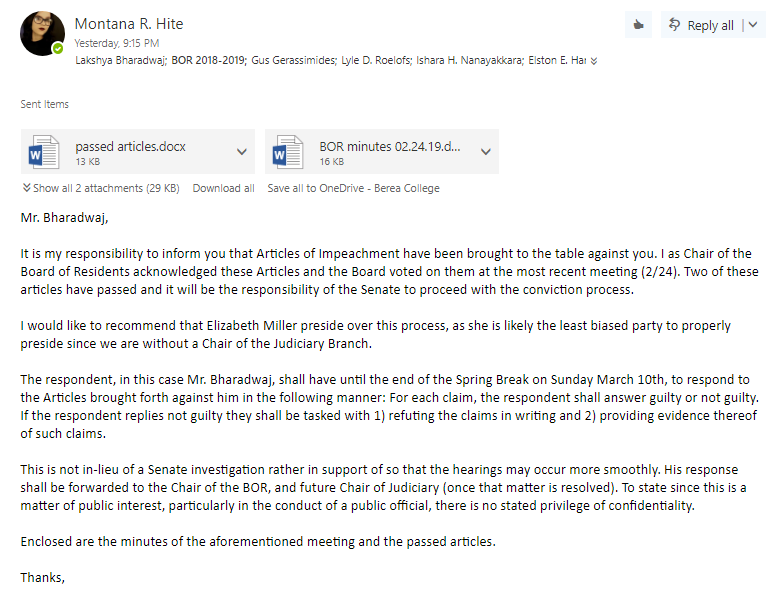 Montana R. Hite
Reply all
Yesterday, 9:15 PM
Lakshya Bharadwaj; BOR 2018-2019; Gus Gerassimides; Lyle D. Roelofs; Ishara H. Nanayakkara; Elston E. Har
Sent Items
W passed articles.docx
13 KB
W BOR minutes 02.24.19.d...
16 KB
Show all 2 attachments (29 KB) Download all Save all to OneDrive - Berea College
Mr. Bharadwaj,
It is my responsibility to inform you that Articles of Impeachment have been brought to the table against you. I as Chair of the
Board of Residents acknowledged these Articles and the Board voted on them at the most recent meeting (2/24). Two of these
articles have passed and it will be the responsibility of the Senate to proceed with the conviction process.
I would like to recommend that Elizabeth Miller preside over this process, as she is likely the least biased party to properly
preside since we are without a Chair of the Judiciary Branch.
The respondent, in this case Mr. Bharadwaj, shall have until the end of the Spring Break on Sunday March 10th, to respond to
the Articles brought forth against him in the following manner: For each claim, the respondent shall answer guilty or not guilty.
If the respondent replies not guilty they shall be tasked with 1) refuting the claims in writing and 2) providing evidence thereof
of such claims.
This is not in-lieu of a Senate investigation rather in support of so that the hearings may occur more smoothly. His response
shall be forwarded to the Chair of the BOR, and future Chair of Judiciary (once that matter is resolved). To state since this is a
matter of public interest, particularly in the conduct of a public official, there is no stated privilege of confidentiality.
Enclosed are the minutes of the aforementioned meeting and the passed articles.
Thanks,